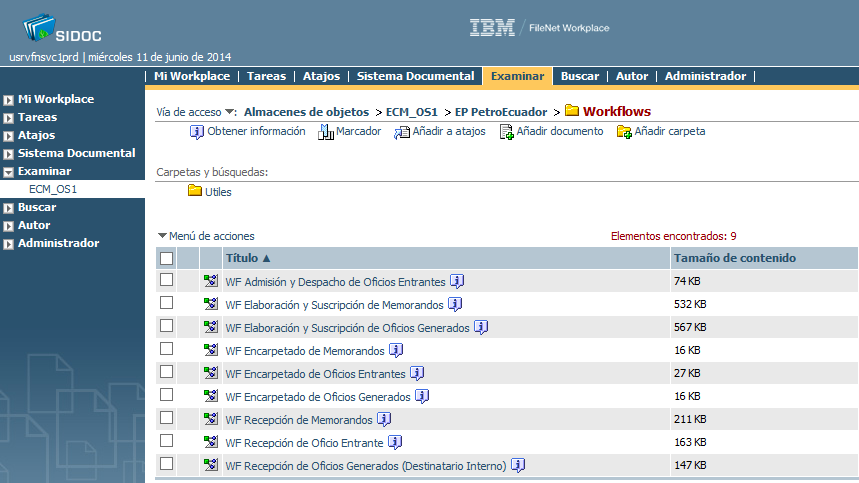 SIDOC
IBM FileNet Workplace
usrvfnsvc1prd | miércoles 11 de junio de 2014
Mi Workplace | Tareas | Atajos | Sistema Documental | Examinar | Buscar | Autor | Administrador |
Mi Workplace
Tareas
Atajos
Sistema Documental
Examinar
ECM_OS1
Buscar
Autor
Administrador
Vía de acceso : Almacenes de objetos > ECM_OS1 > EP PetroEcuador > Workflows
Obtener información Marcador Añadir a atajos Añadir documento Añadir carpeta
Carpetas y búsquedas:
Utiles
Menú de acciones Elementos encontrados: 9
Título Tamaño de contenido
WF Admisión y Despacho de Oficios Entrantes 74 KB
WF Elaboración y Suscripción de Memorandos 532 KB
WF Elaboración y Suscripción de Oficios Generados 567 KB
WF Encarpetado de Memorandos 16 KB
WF Encarpetado de Oficios Entrantes 27 KB
WF Encarpetado de Oficios Generados 16 KB
WF Recepción de Memorandos 211 KB
WF Recepción de Oficio Entrante 163 KB
WF Recepción de Oficios Generados (Destinatario Interno) 147 KB